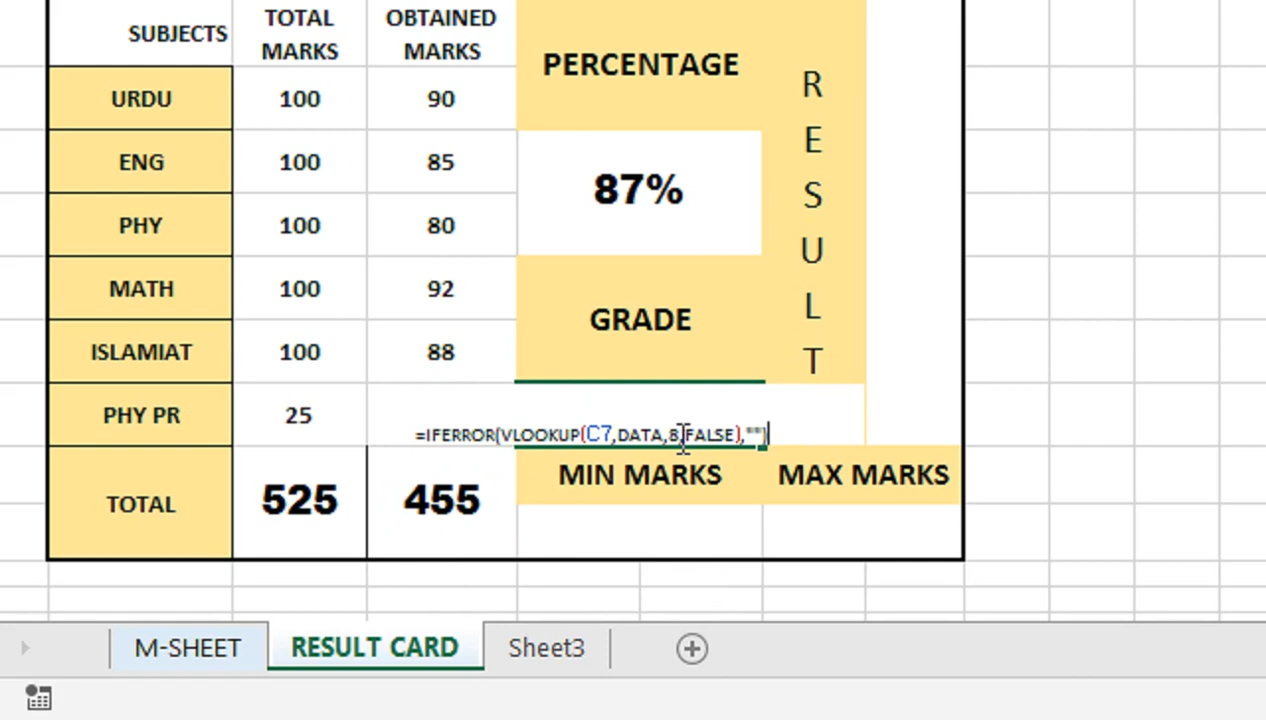 SUBJECTS
TOTAL
MARKS
OBTAINED
MARKS
PERCENTAGE
RESULT
URDU 100 90
ENG 100 85
87%
PHY 100 80
MATH 100 92
GRADE
ISLAMIAT 100 88
PHY PR 25
=IFERROR(VLOOKUP(C7,DATA,8,FALSE),"")
MIN MARKS MAX MARKS
TOTAL 525 455
M-SHEET RESULT CARD Sheet3